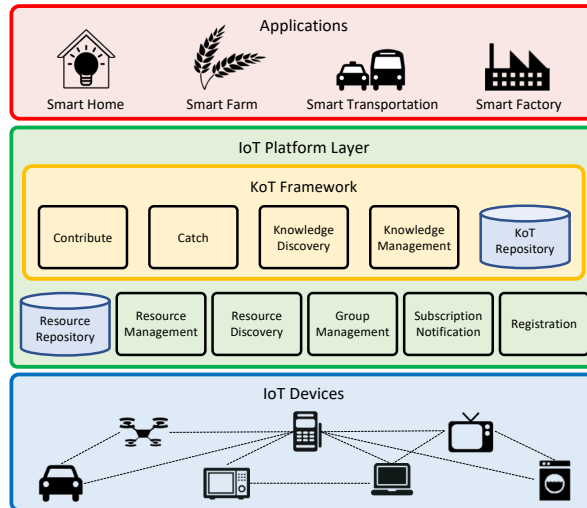 Applications
Smart Home
Smart Farm
Smart Transportation
Smart Factory
IoT Platform Layer
KoT Framework
Contribute
Catch
Knowledge
Discovery
Knowledge
Management
KoT
Repository
Resource
Repository
Resource
Management
Resource
Discovery
Group
Management
Subscription
Notification
Registration
IoT Devices